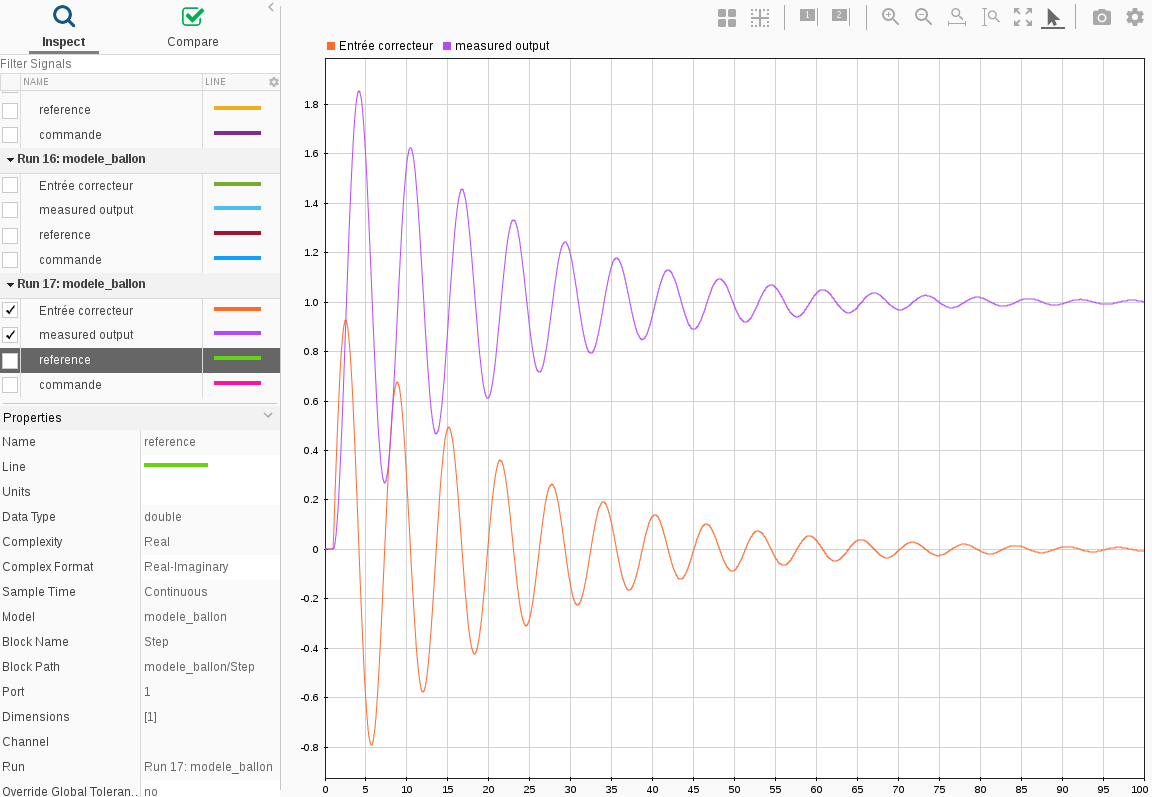 Inspect
Compare
Filter Signals
NAME
LINE
reference
commande
Run 16: modele_ballon
Entrée correcteur
measured output
reference
commande
Run 17: modele_ballon
Entrée correcteur
measured output
reference
commande
Properties
Name reference
Line
Units
Data Type double
Complexity Real
Complex Format Real-Imaginary
Sample Time Continuous
Model modele_ballon
Block Name Step
Block Path modele_ballon/Step
Port 1
Dimensions [1]
Channel
Run Run 17: modele_ballon
Override Global Toleran.. no
1 2
Entrée correcteur measured output
1.8
1.6
1.4
1.2
1.0
0.8
0.6
0.4
0.2
0
-0.2
-0.4
-0.6
-0.8
0 5 10 15 20 25 30 35 40 45 50 55 60 65 70 75 80 85 90 95 100